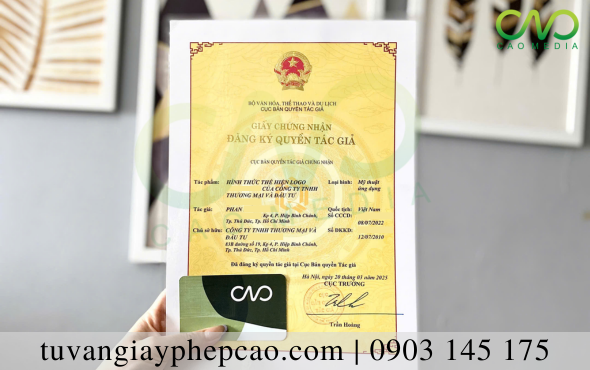 CAO MEDIA
BỘ VĂN HÓA, THỂ THAO VÀ DU LỊCH
CỤC BẢN QUYỀN TÁC GIẢ
GIẤY CHỨNG NHẬN
ĐĂNG KÝ QUYỀN TÁC GIẢ
CỤC BẢN QUYỀN TÁC GIẢ CHỨNG NHẬN
Tác phẩm: HÌNH THỨC THỂ HIỆN LOGO Loại hình: Mỹ thuật
CỦA CÔNG TY TNHH ứng dụng
THƯƠNG MẠI VÀ ĐẦU TƯ
Tác giả: PHAN Quốc tịch: Việt Nam
Kp 4, P. Hiệp Bình Chánh, Số CCCD:
Tp. Thủ Đức, Tp. Hồ Chí Minh 08/07/2022
Chủ sở hữu: CÔNG TY TNHH THƯƠNG MẠI VÀ Số ĐKKD:
ĐẦU TƯ 12/07/2010
81B đường số 19, Kp 4, P. Hiệp Bình Chánh,
Tp. Thủ Đức, Tp. Hồ Chí Minh
Đã đăng ký quyền tác giả tại Cục Bản quyền Tác giả
Hà Nội, ngày 20 tháng 03 năm 2023
CỤC TRƯỞNG
Trần Hoàng
tuvangiayphepcao.com | 0903 145 175